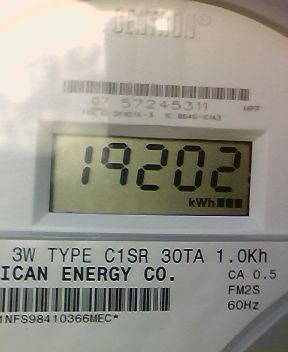 CENTRON®
07 57245311
19202
kWh
3W TYPE C1SR 30TA 1.0Kh
ICAN ENERGY CO.
CA 0.5
FM2S
60Hz
1NFS98410366MEC*